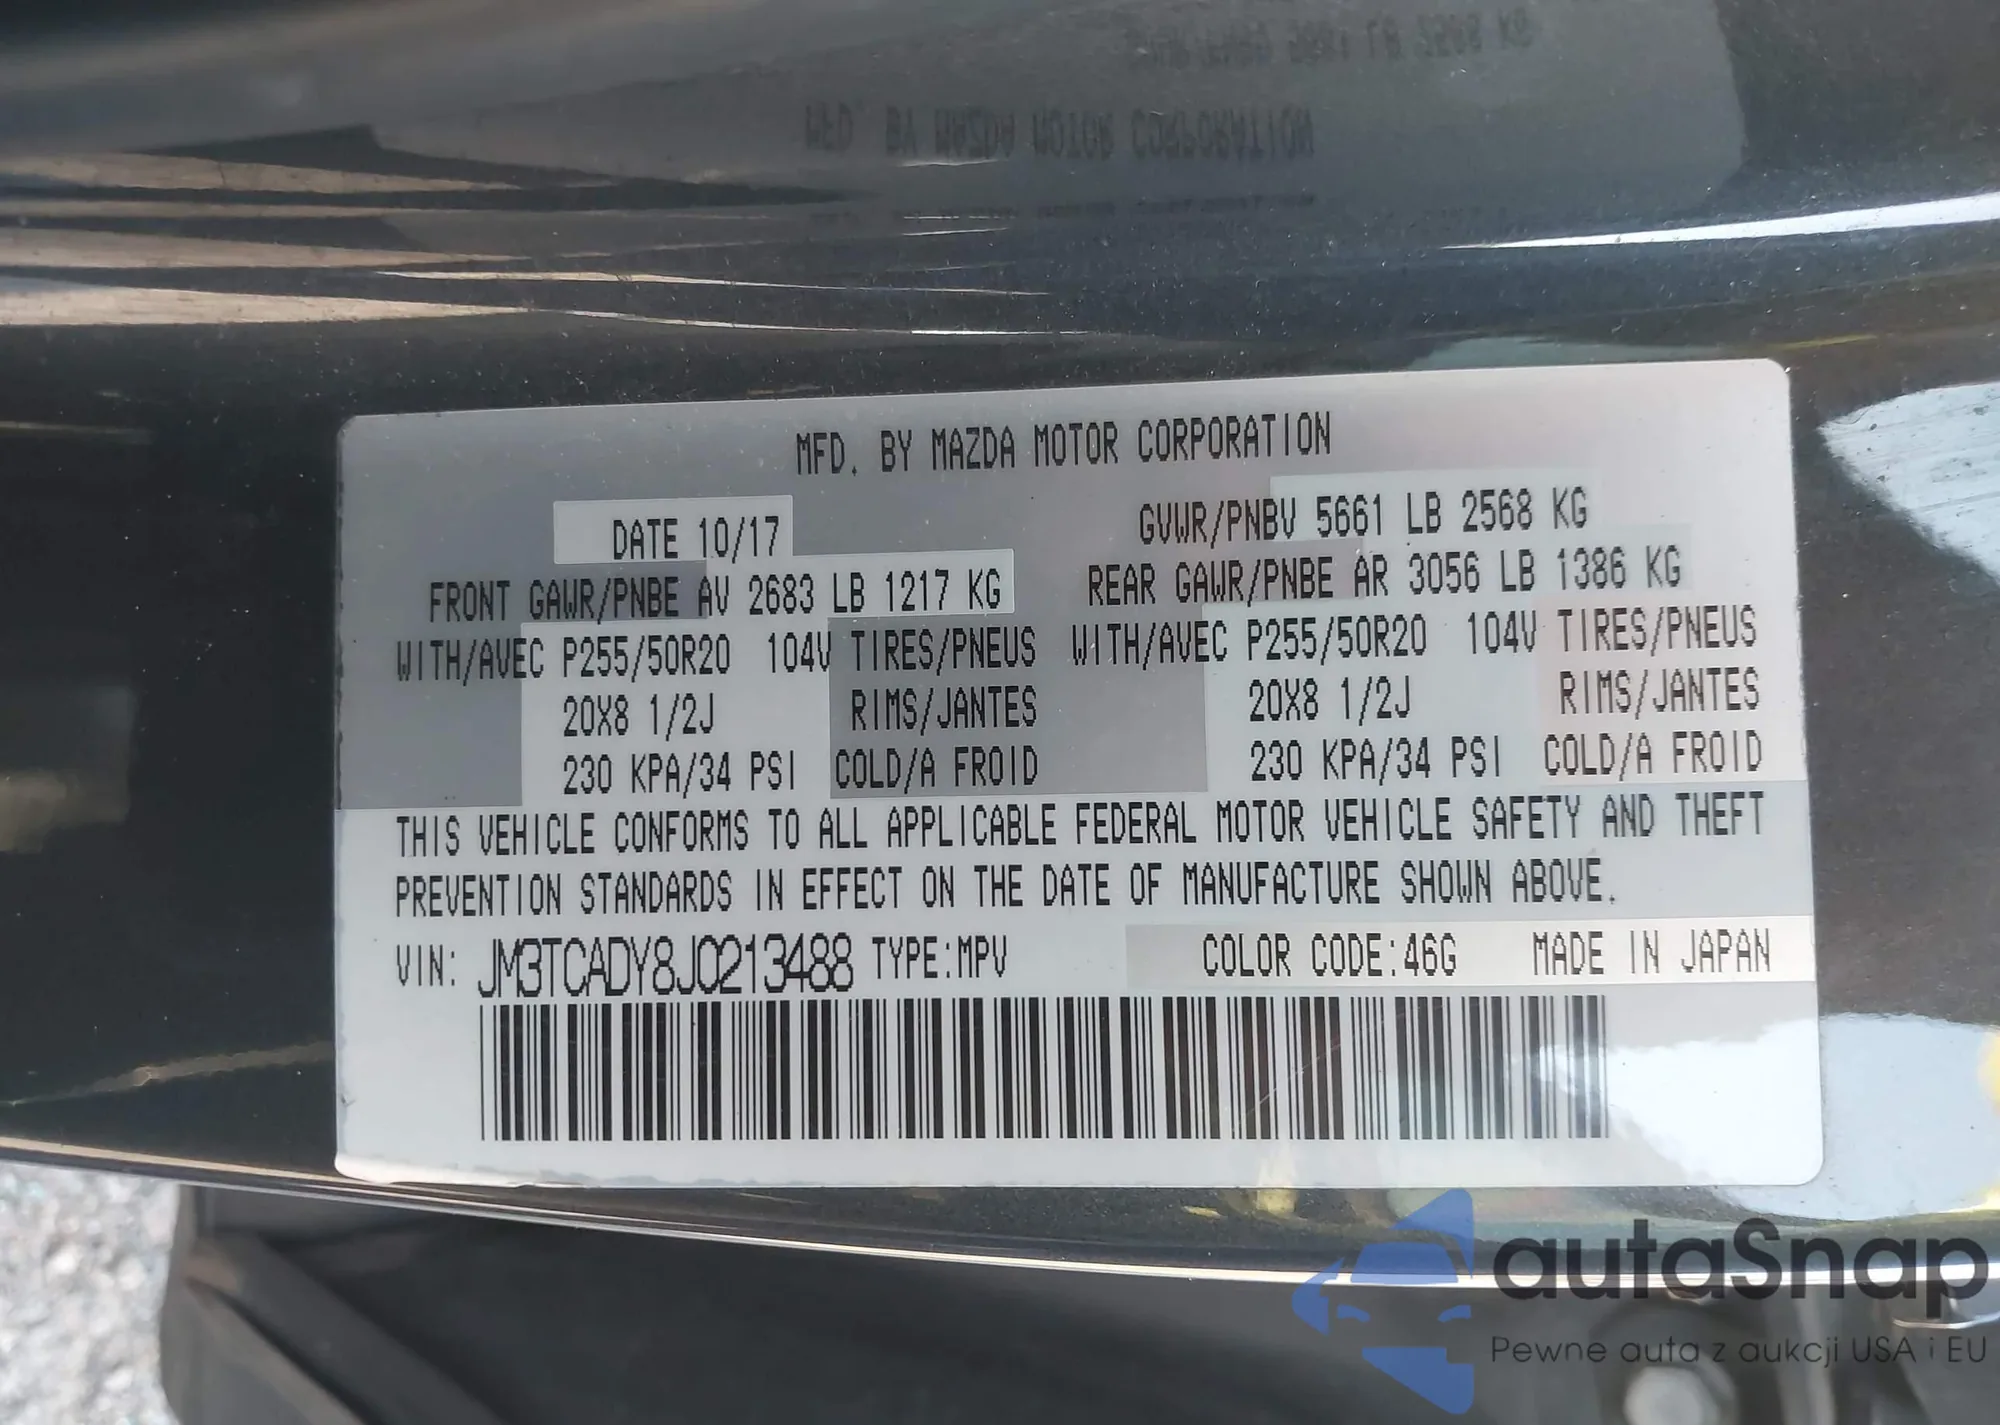 MFD. BY MAZDA MOTOR CORPORATION
DATE 10/17
GVWR/PNBV 5661 LB 2568 KG
FRONT GAWR/PNBE AV 2683 LB 1217 KG
REAR GAWR/PNBE AR 3056 LB 1386 KG
WITH/AVEC P255/50R20 104V TIRES/PNEUS
WITH/AVEC P255/50R20 104V TIRES/PNEUS
20X8 1/2J RIMS/JANTES
20X8 1/2J RIMS/JANTES
230 KPA/34 PSI COLD/A FROID
230 KPA/34 PSI COLD/A FROID
THIS VEHICLE CONFORMS TO ALL APPLICABLE FEDERAL MOTOR VEHICLE SAFETY AND THEFT
PREVENTION STANDARDS IN EFFECT ON THE DATE OF MANUFACTURE SHOWN ABOVE.
VIN: JM3TCADY8J0213488 TYPE:MPV COLOR CODE:46G MADE IN JAPAN
autaSnap
Pewne auta z aukcji USA i EU